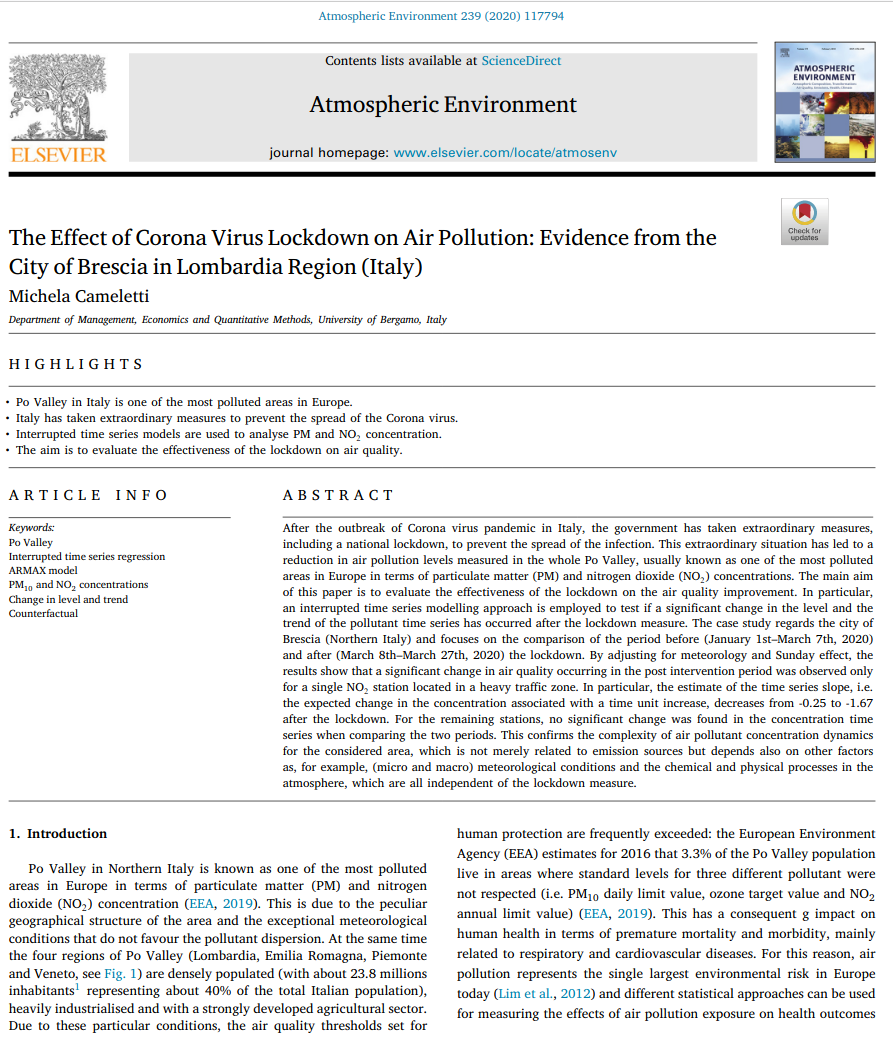 Atmospheric Environment 239 (2020) 117794
Contents lists available at ScienceDirect
Atmospheric Environment
journal homepage: www.elsevier.com/locate/atmosenv
ELSEVIER
ATMOSPHERIC
ENVIRONMENT
Check for
updates
The Effect of Corona Virus Lockdown on Air Pollution: Evidence from the
City of Brescia in Lombardia Region (Italy)
Michela Cameletti
Department of Management, Economics and Quantitative Methods, University of Bergamo, Italy
HIGHLIGHTS
• Po Valley in Italy is one of the most polluted areas in Europe.
• Italy has taken extraordinary measures to prevent the spread of the Corona virus.
• Interrupted time series models are used to analyse PM and NO₂ concentration.
• The aim is to evaluate the effectiveness of the lockdown on air quality.
ARTICLE INFO
Keywords:
Po Valley
Interrupted time series regression
ARMAX model
PM₁₀ and NO₂ concentrations
Change in level and trend
Counterfactual
ABSTRACT
After the outbreak of Corona virus pandemic in Italy, the government has taken extraordinary measures,
including a national lockdown, to prevent the spread of the infection. This extraordinary situation has led to a
reduction in air pollution levels measured in the whole Po Valley, usually known as one of the most polluted
areas in Europe in terms of particulate matter (PM) and nitrogen dioxide (NO₂) concentrations. The main aim
of this paper is to evaluate the effectiveness of the lockdown on the air quality improvement. In particular,
an interrupted time series modelling approach is employed to test if a significant change in the level and the
trend of the pollutant time series has occurred after the lockdown measure. The case study regards the city of
Brescia (Northern Italy) and focuses on the comparison of the period before (January 1st–March 7th, 2020)
and after (March 8th–March 27th, 2020) the lockdown. By adjusting for meteorology and Sunday effect, the
results show that a significant change in air quality occurring in the post intervention period was observed only
for a single NO₂ station located in a heavy traffic zone. In particular, the estimate of the time series slope, i.e.
the expected change in the concentration associated with a time unit increase, decreases from -0.25 to -1.67
after the lockdown. For the remaining stations, no significant change was found in the concentration time
series when comparing the two periods. This confirms the complexity of air pollutant concentration dynamics
for the considered area, which is not merely related to emission sources but depends also on other factors
as, for example, (micro and macro) meteorological conditions and the chemical and physical processes in the
atmosphere, which are all independent of the lockdown measure.
1. Introduction
Po Valley in Northern Italy is known as one of the most polluted
areas in Europe in terms of particulate matter (PM) and nitrogen
dioxide (NO₂) concentration (EEA, 2019). This is due to the peculiar
geographical structure of the area and the exceptional meteorological
conditions that do not favour the pollutant dispersion. At the same time
the four regions of Po Valley (Lombardia, Emilia Romagna, Piemonte
and Veneto, see Fig. 1) are densely populated (with about 23.8 millions
inhabitants¹ representing about 40% of the total Italian population),
heavily industrialised and with a strongly developed agricultural sector.
Due to these particular conditions, the air quality thresholds set for
human protection are frequently exceeded: the European Environment
Agency (EEA) estimates for 2016 that 3.3% of the Po Valley population
live in areas where standard levels for three different pollutant were
not respected (i.e. PM₁₀ daily limit value, ozone target value and NO₂
annual limit value) (EEA, 2019). This has a consequent g impact on
human health in terms of premature mortality and morbidity, mainly
related to respiratory and cardiovascular diseases. For this reason, air
pollution represents the single largest environmental risk in Europe
today (Lim et al., 2012) and different statistical approaches can be used
for measuring the effects of air pollution exposure on health outcomes